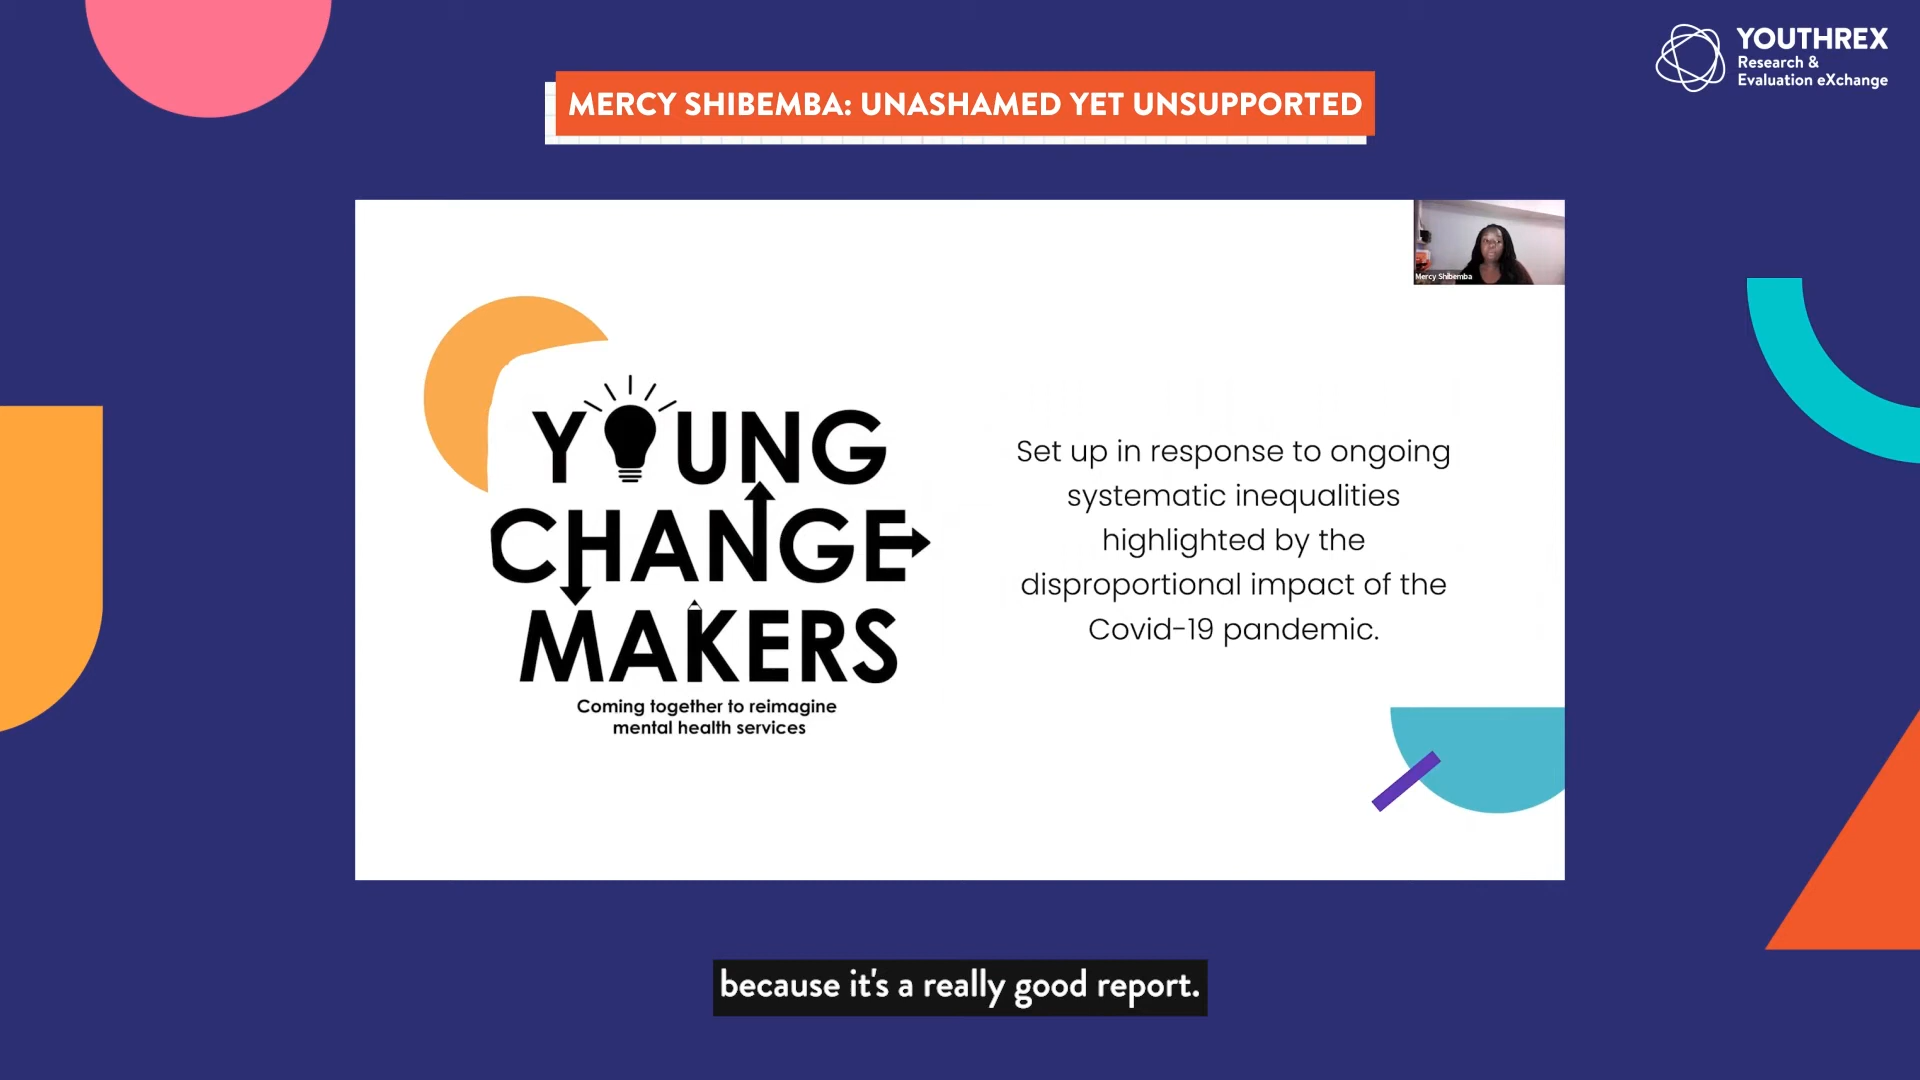 YOUTHREX
Research &
Evaluation eXchange
MERCY SHIBEMBA: UNASHAMED YET UNSUPPORTED
Mercy Shibemba
YOUNG
CHANGE
MAKERS
Coming together to reimagine
mental health services
Set up in response to ongoing
systematic inequalities
highlighted by the
disproportional impact of the
Covid-19 pandemic.
because it's a really good report.